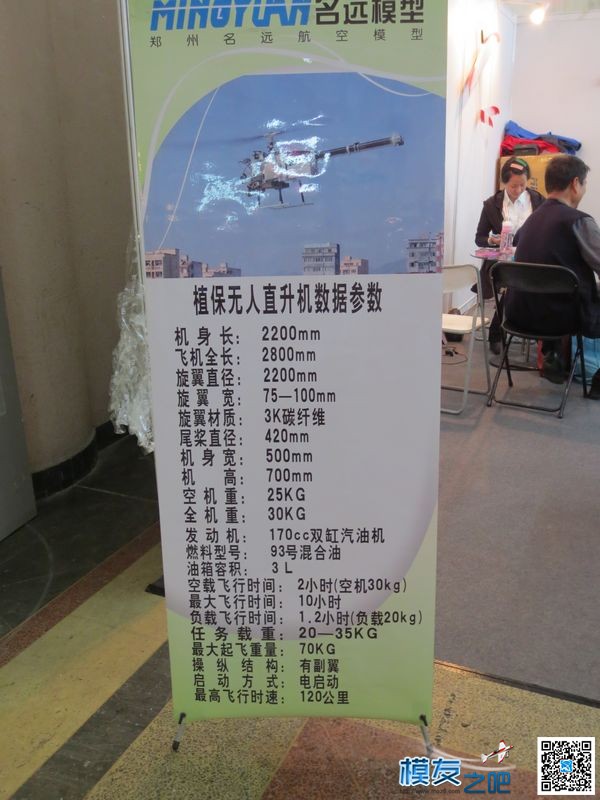 MINGYUAN名远模型
郑州名远航空模型
植保无人直升机数据参数
机身长： 2200mm
飞机全长： 2800mm
旋翼直径： 2200mm
旋翼宽： 75—100mm
旋翼材质： 3K碳纤维
尾桨直径： 420mm
机身宽： 500mm
机高： 700mm
空机重： 25KG
全机重： 30KG
发动机： 170cc双缸汽油机
燃料型号： 93号混合油
油箱容积： 3L
空载飞行时间： 2小时(空机30kg)
最大飞行时间： 10小时
负载飞行时间： 1.2小时(负载20kg)
任务载重： 20—35KG
最大起飞重量： 70KG
操纵结构： 有副翼
启动方式： 电启动
最高飞行时速： 120公里
模友之吧